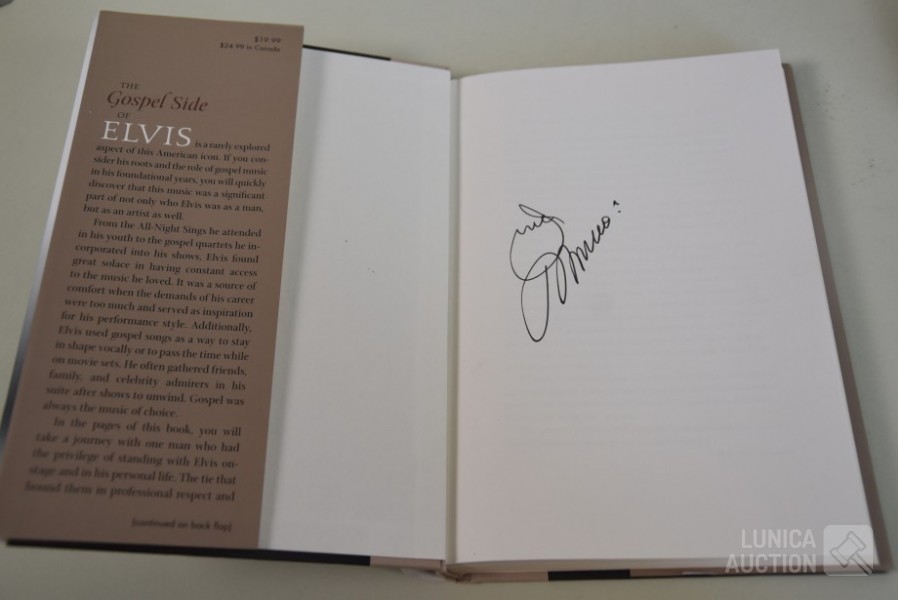 $19.99
$24.99 in Canada
THE
Gospel Side
OF
ELVIS is a rarely explored
aspect of this American icon. If you con-
sider his roots and the role of gospel music
in his foundational years, you will quickly
discover that this music was a significant
part of not only who Elvis was as a man,
but as an artist as well.
From the All-Night Sings he attended
in his youth to the gospel quartets he in-
corporated into his shows, Elvis found
great solace in having constant access
to the music he loved. It was a source of
comfort when the demands of his career
were too much and served as inspiration
for his performance style. Additionally,
Elvis used gospel songs as a way to stay
in shape vocally or to pass the time while
on movie sets. He often gathered friends,
family, and celebrity admirers in his
suite after shows to unwind. Gospel was
always the music of choice.
In the pages of this book, you will
take a journey with one man who had
the privilege of standing with Elvis on-
stage and in his personal life. The tie that
bound them in professional respect and
(continued on back flap)
LUNICA
AUCTION